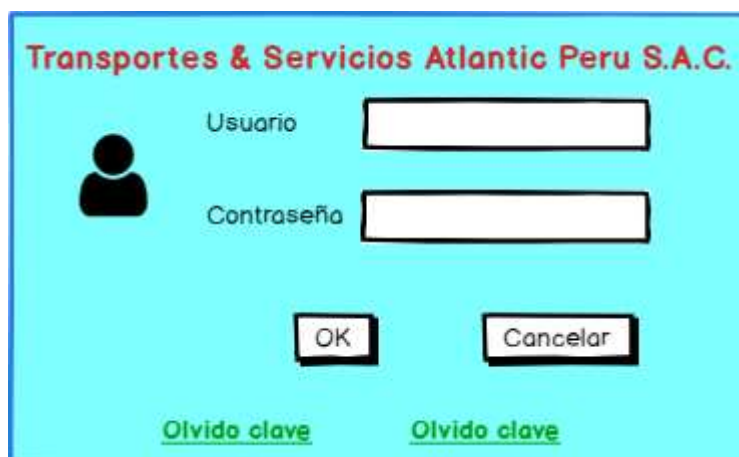 Transportes & Servicios Atlantic Peru S.A.C.
Usuario
Contraseña
OK Cancelar
Olvido clave Olvido clave